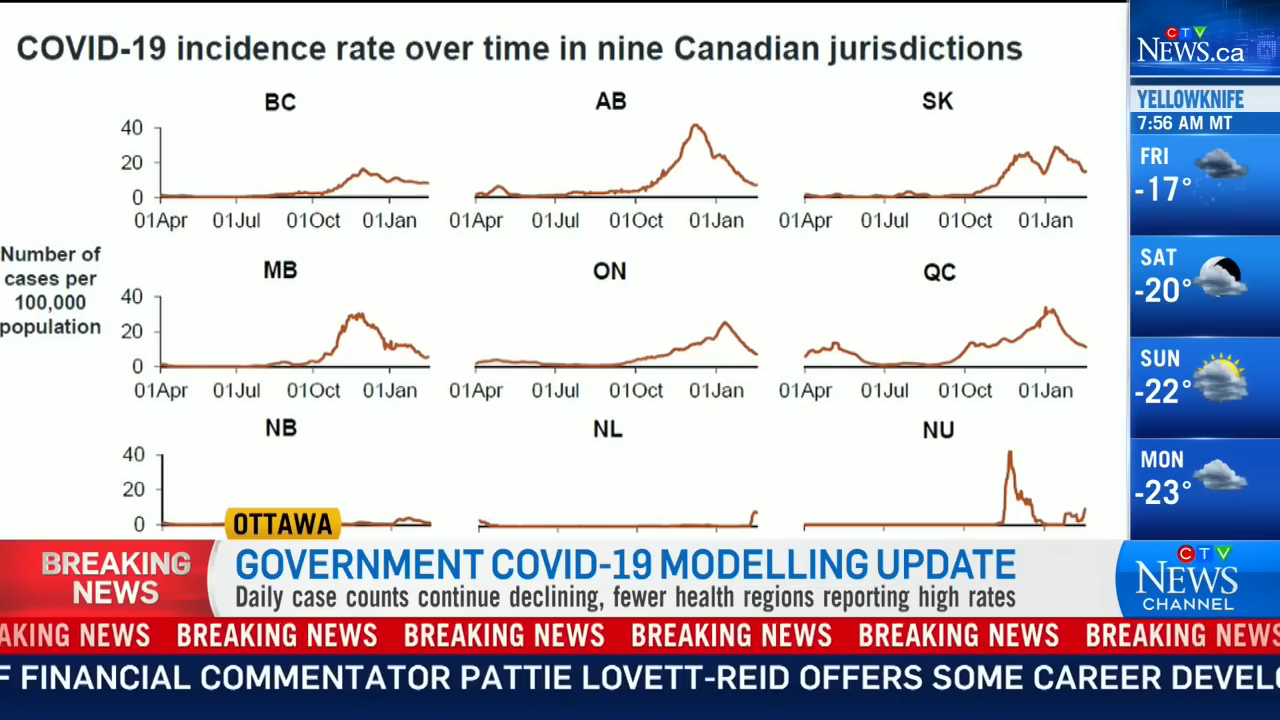 COVID-19 incidence rate over time in nine Canadian jurisdictions
BC
AB
SK
40
20
0
01Apr 01Jul 01Oct 01Jan
01Apr 01Jul 01Oct 01Jan
01Apr 01Jul 01Oct 01Jan
Number of
cases per
100,000
population
MB
ON
QC
40
20
0
01Apr 01Jul 01Oct 01Jan
01Apr 01Jul 01Oct 01Jan
01Apr 01Jul 01Oct 01Jan
NB
NL
NU
40
20
0
CTV
NEWS.ca
YELLOWKNIFE
7:56 AM MT
FRI
-17°
SAT
-20°
SUN
-22°
MON
-23°
OTTAWA
BREAKING
NEWS
GOVERNMENT COVID-19 MODELLING UPDATE
Daily case counts continue declining, fewer health regions reporting high rates
CTV
NEWS
CHANNEL
AKING NEWS BREAKING NEWS BREAKING NEWS BREAKING NEWS BREAKING NEWS BREAKING NEWS
F FINANCIAL COMMENTATOR PATTIE LOVETT-REID OFFERS SOME CAREER DEVEL